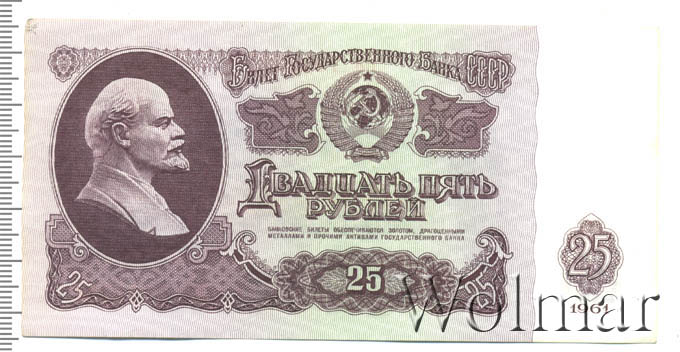 Билет Государственного Банка СССР
Двадцать пять
рублей
БАНКОВСКИЕ БИЛЕТЫ ОБЕСПЕЧИВАЮТСЯ ЗОЛОТОМ, ДРАГОЦЕННЫМИ
МЕТАЛЛАМИ И ПРОЧИМИ АКТИВАМИ ГОСУДАРСТВЕННОГО БАНКА
25
25
25
25
1961
Wolmar